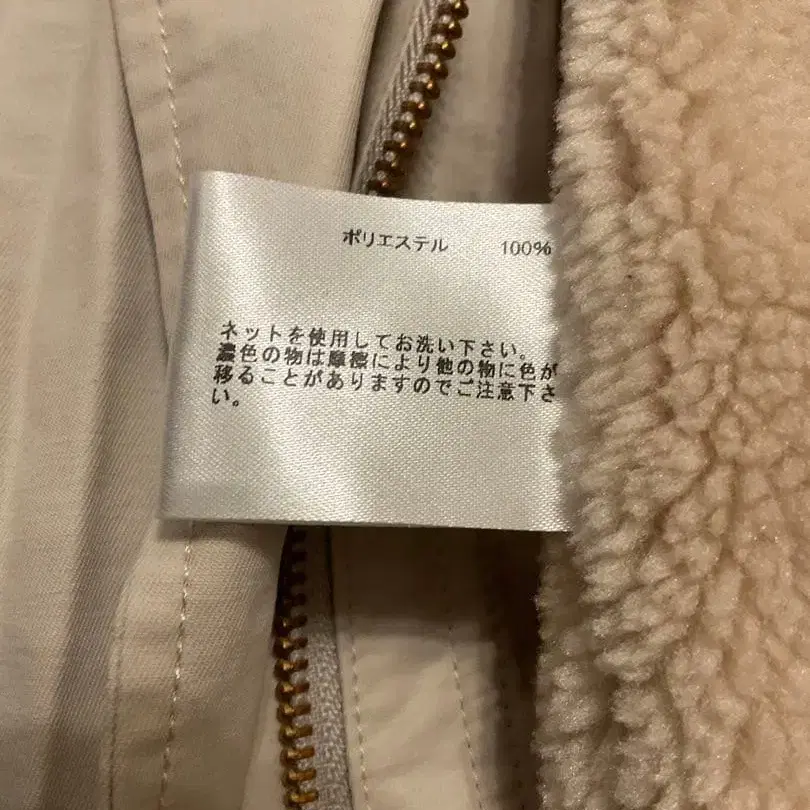 ポリエステル 100%
ネットを使用してお洗い下さい。
濃色の物は摩擦により他の物に色が
移ることがありますのでご注意下さ
い。